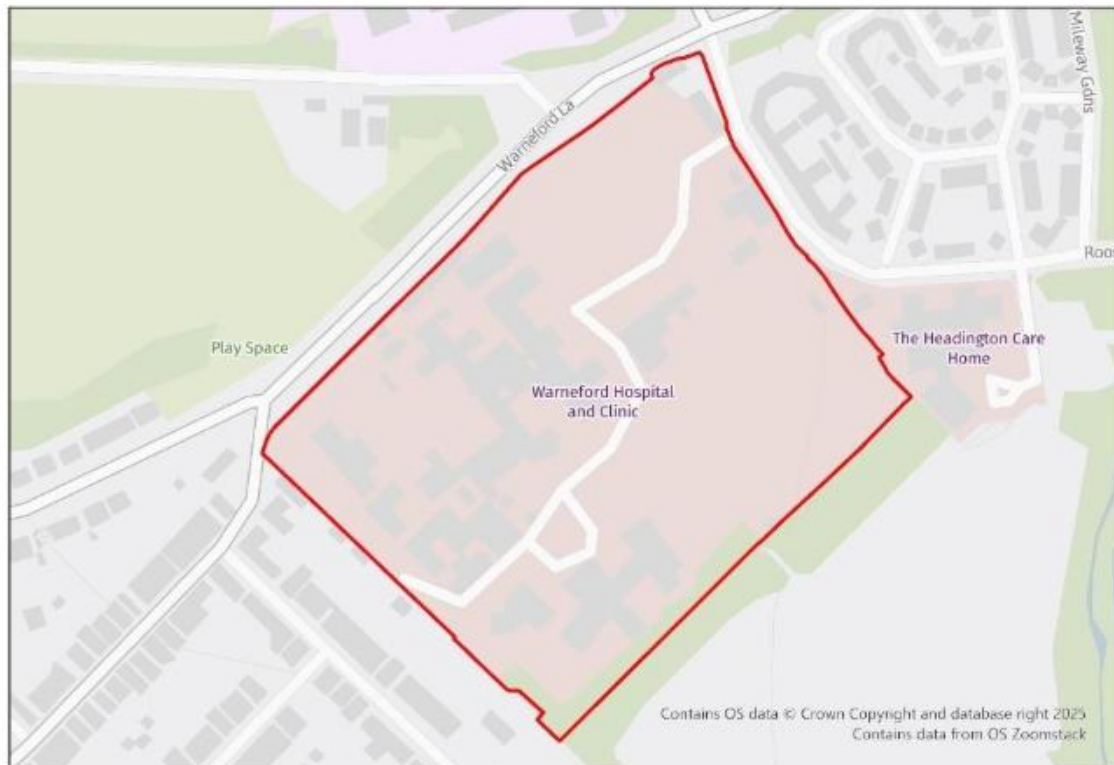 Mileway Gdns
Warneford La
Roos
Play Space
The Headington Care
Home
Warneford Hospital
and Clinic
Contains OS data © Crown Copyright and database right 2025
Contains data from OS Zoomstack